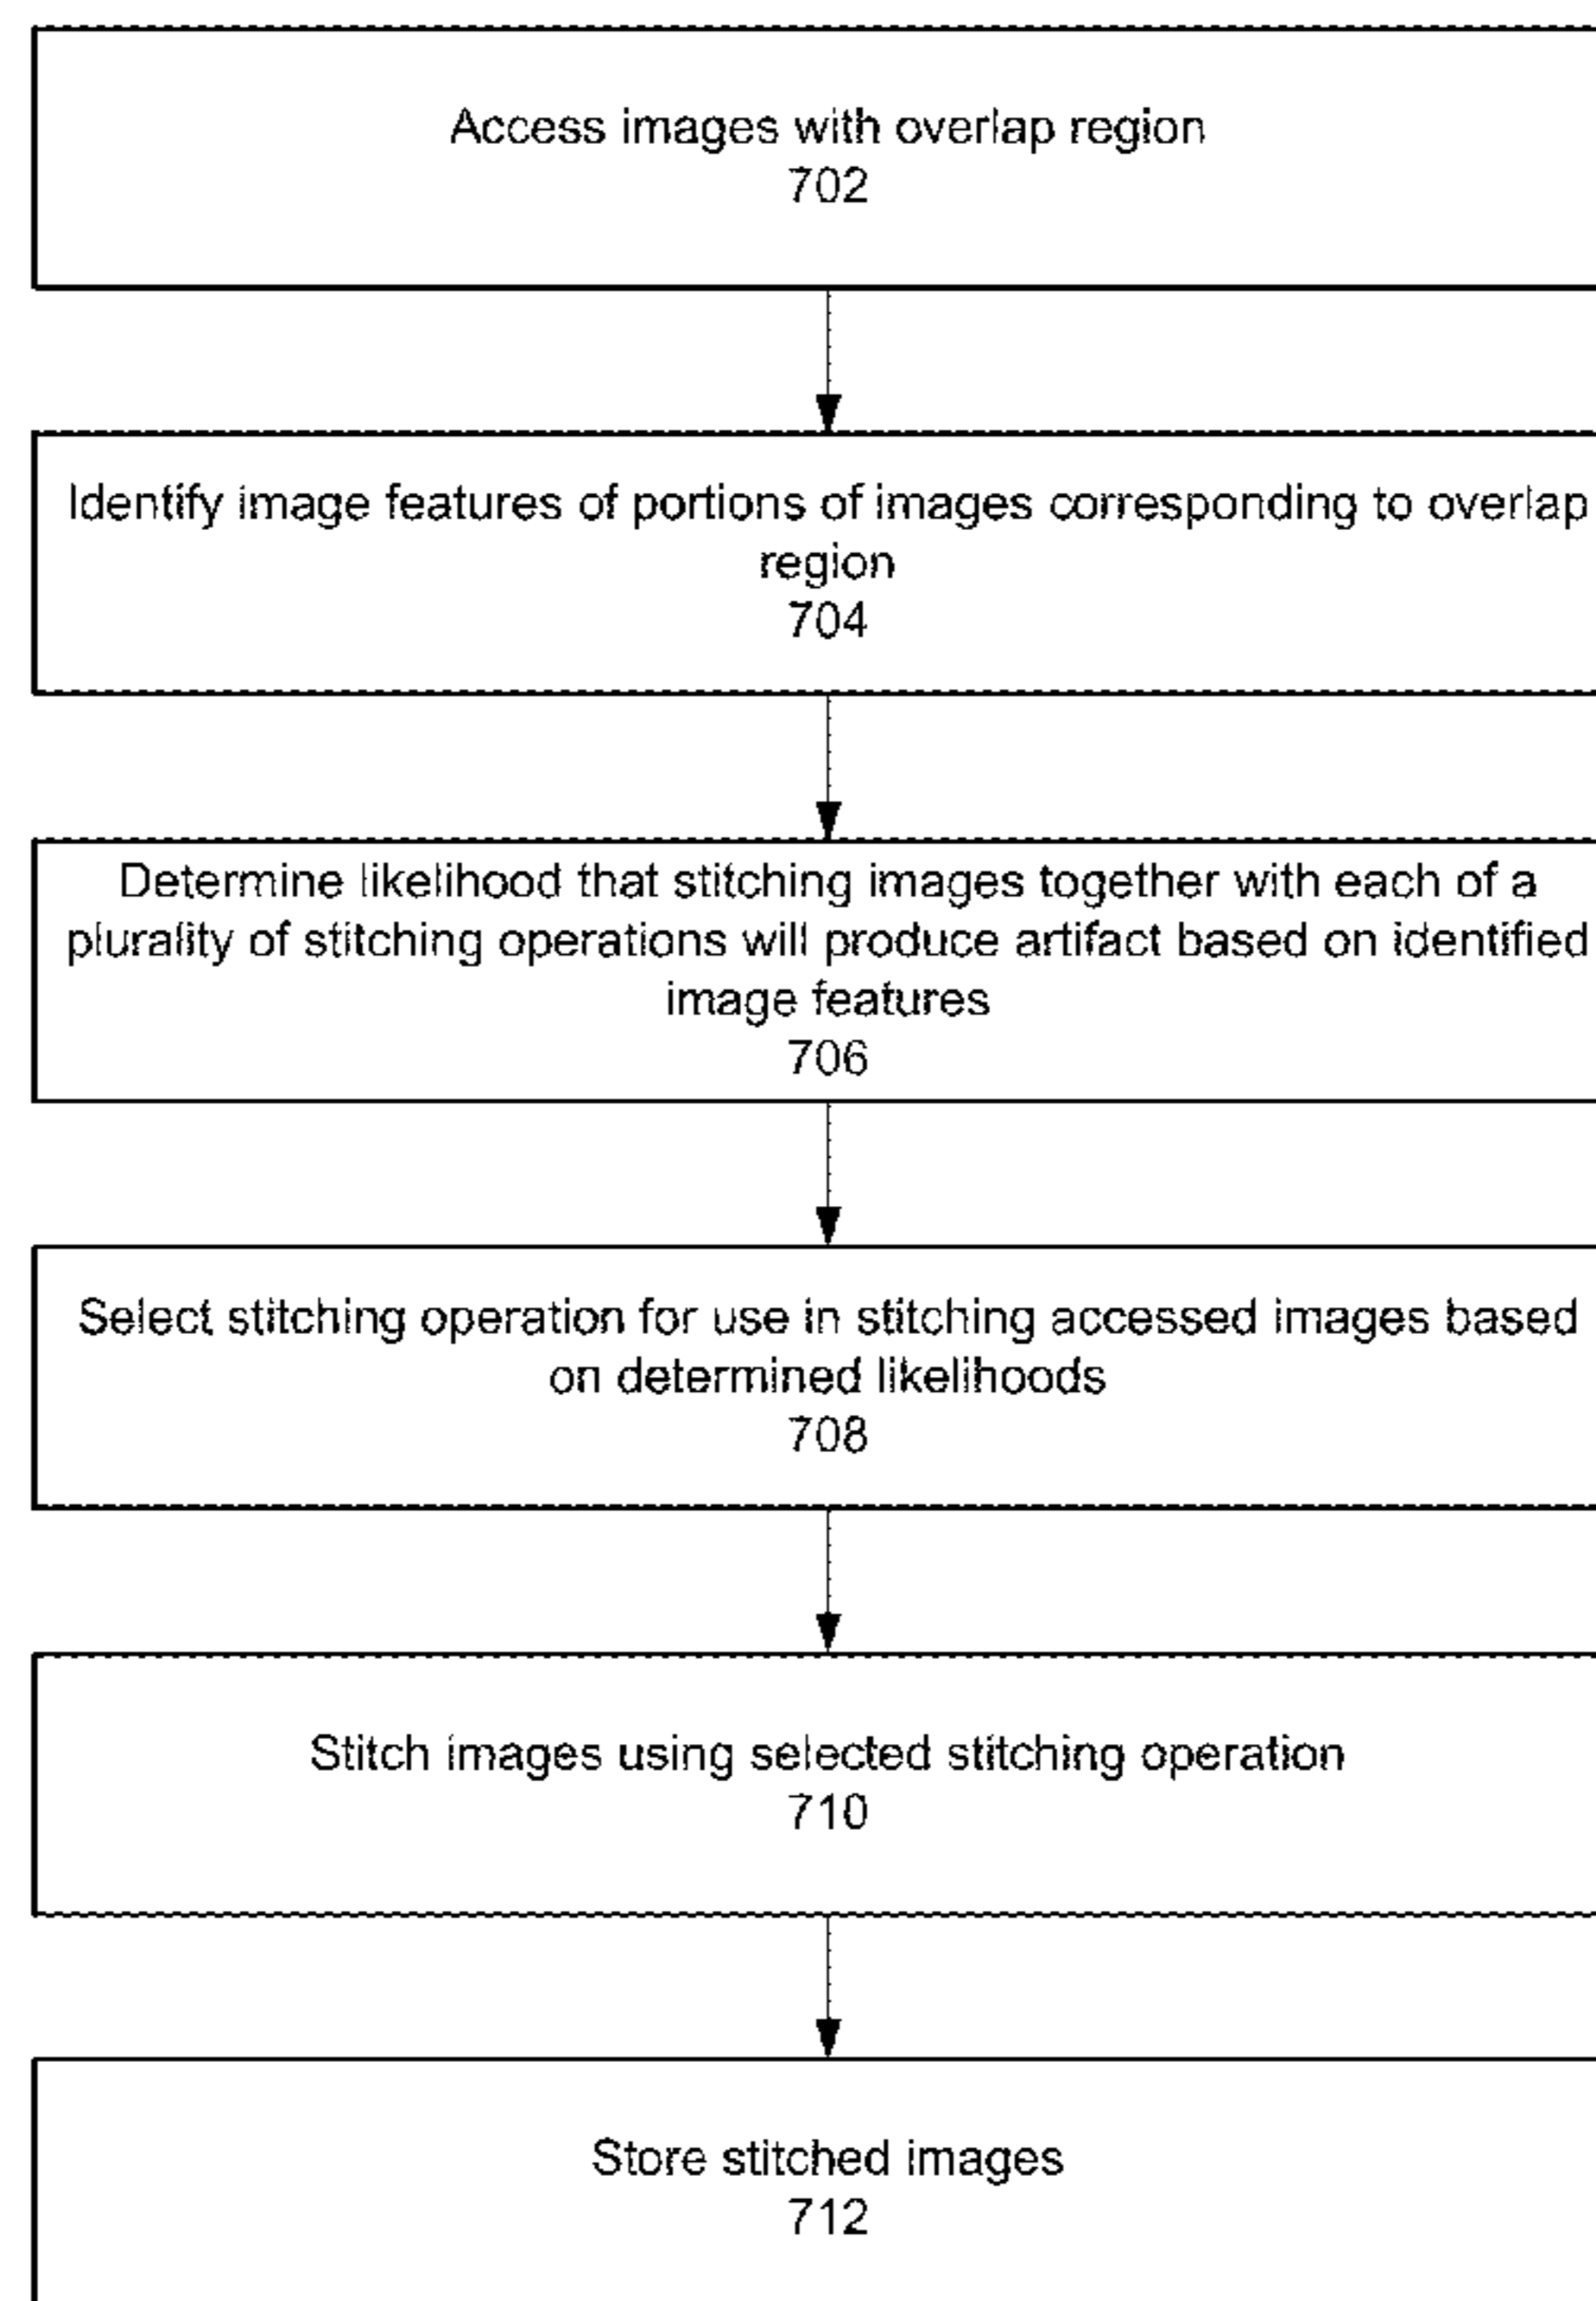 Access images with overlap region
702
Identify image features of portions of images corresponding to overlap
region
704
Determine likelihood that stitching images together with each of a
plurality of stitching operations will produce artifact based on identified
image features
706
Select stitching operation for use in stitching accessed images based
on determined likelihoods
708
Stitch images using selected stitching operation
710
Store stitched images
712